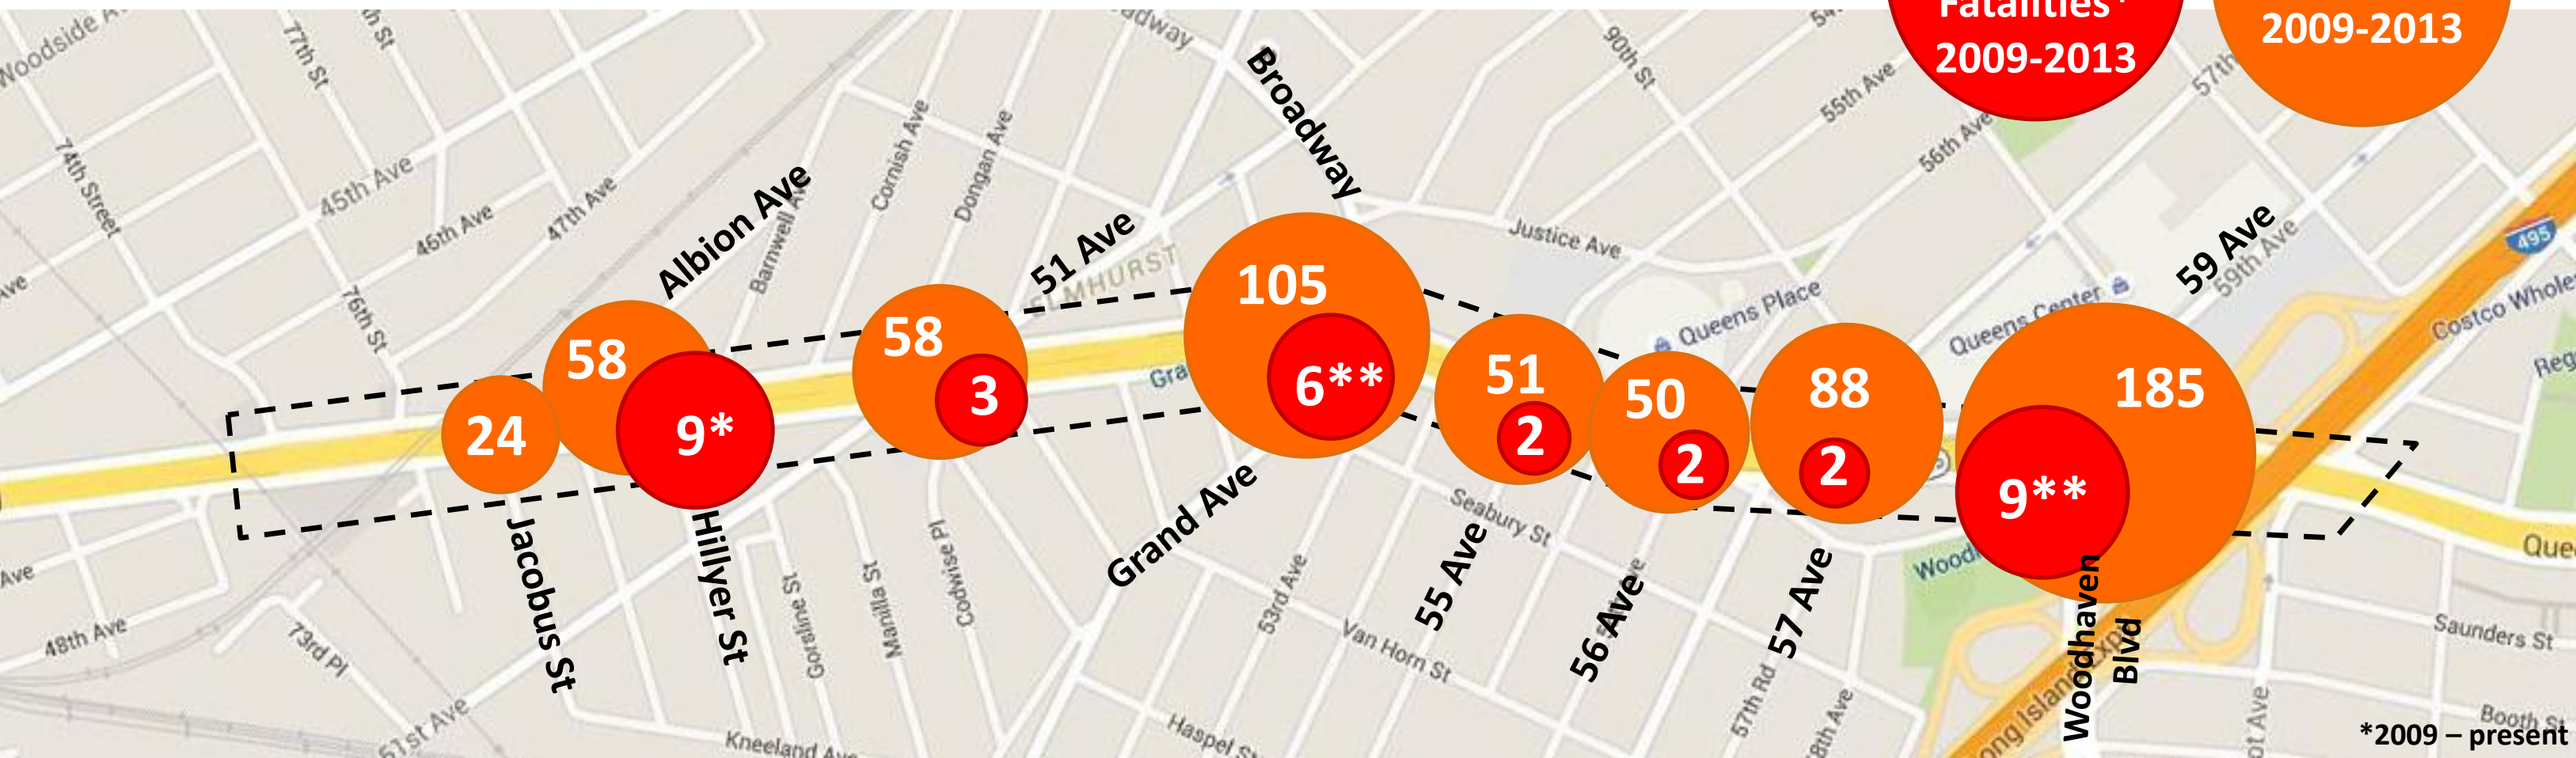 Fatalities*
2009-2013
2009-2013
Woodside
77th St
74th Street
45th Ave
46th Ave
47th Ave
76th St
Albion Ave
Barnwell
Cornish Ave
Dongan Ave
51 Ave
ELMHURST
Broadway
Justice Ave
90th St
55th Ave
56th Ave
57th
Queens Place
Queens Center
59 Ave
59th Ave
495
Costco
24
58
9*
58
3
105
6**
51
2
50
2
88
2
185
9**
Jacobus St
Hillyer St
Goraline St
Manilla St
Codwise Pl
Grand Ave
53rd Ave
Seabury St
Van Horn St
55 Ave
56 Ave
57 Ave
57th Rd
Woodhaven
Blvd
48th Ave
73rd Pl
51st Ave
Kneeland
Haspel
Saunders St
Booth St
*2009 – present